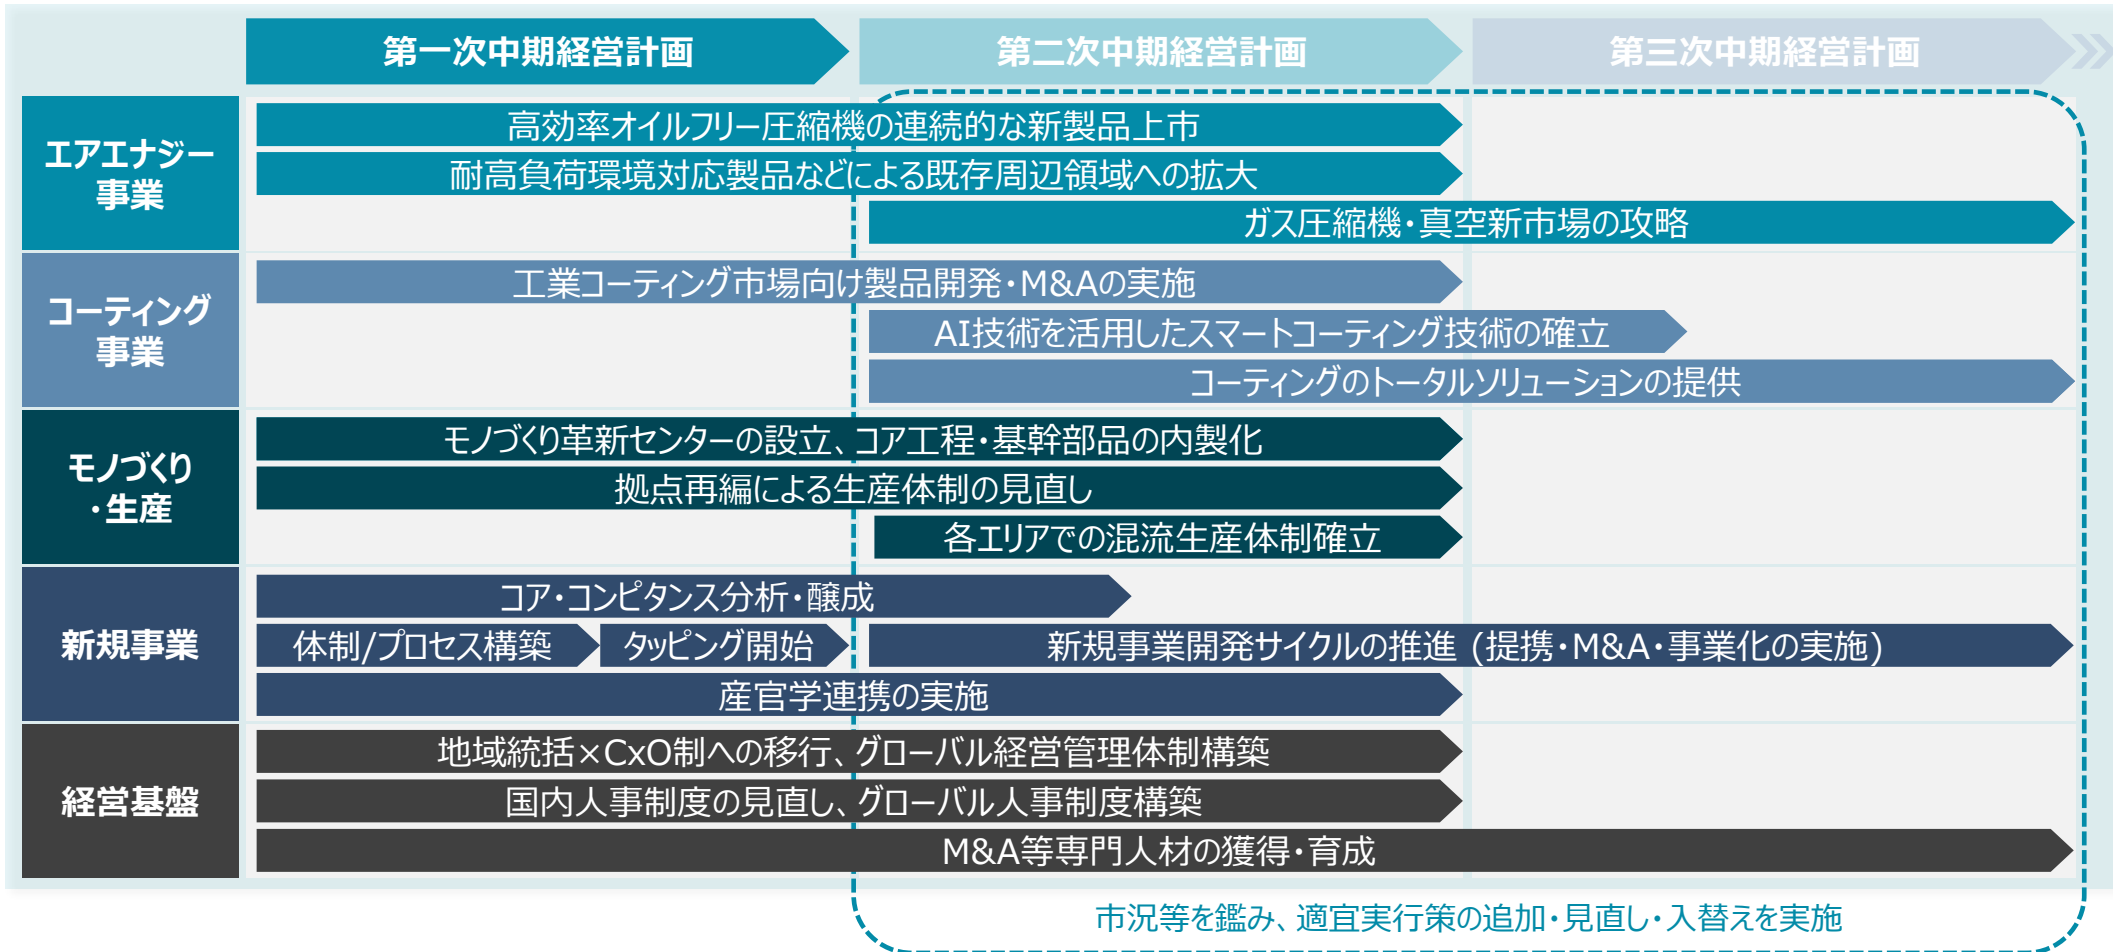 第一次中期経営計画
第二次中期経営計画
第三次中期経営計画
エアエナジー
事業
高効率オイルフリー圧縮機の連続的な新製品上市
耐高負荷環境対応製品などによる既存周辺領域への拡大
ガス圧縮機・真空新市場の攻略
コーティング
事業
工業コーティング市場向け製品開発・M&Aの実施
AI技術を活用したスマートコーティング技術の確立
コーティングのトータルソリューションの提供
モノづくり
・生産
モノづくり革新センターの設立、コア工程・基幹部品の内製化
拠点再編による生産体制の見直し
各エリアでの混流生産体制確立
新規事業
コア・コンピタンス分析・醸成
体制/プロセス構築
タッピング開始
新規事業開発サイクルの推進 (提携・M&A・事業化の実施)
産官学連携の実施
経営基盤
地域統括×CxO制への移行、グローバル経営管理体制構築
国内人事制度の見直し、グローバル人事制度構築
M&A等専門人材の獲得・育成
市況等を鑑み、適宜実行策の追加・見直し・入替えを実施